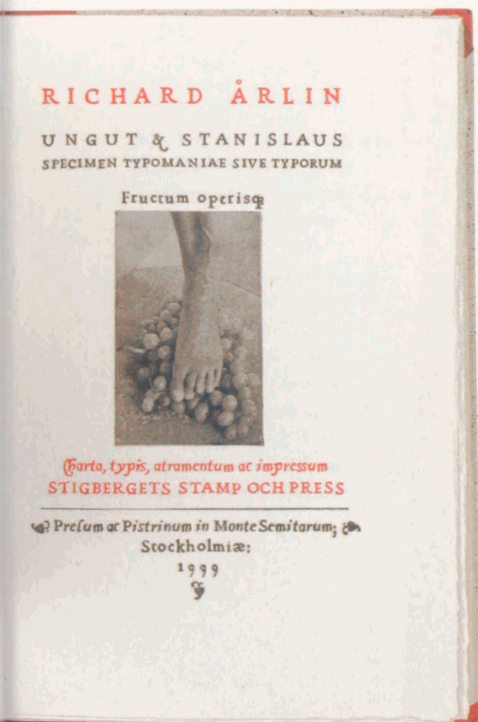 RICHARD ÅRLIN
UNGUT & STANISLAUS
SPECIMEN TYPOMANIAE SIVE TYPORUM
Fructum operisqꝫ
Charta, typis, atramentum ac impressum
STIGBERGETS STAMP OCH PRESS
Preſum ac Pistrinum in Monte Semitarum;
Stockholmiæ:
1999